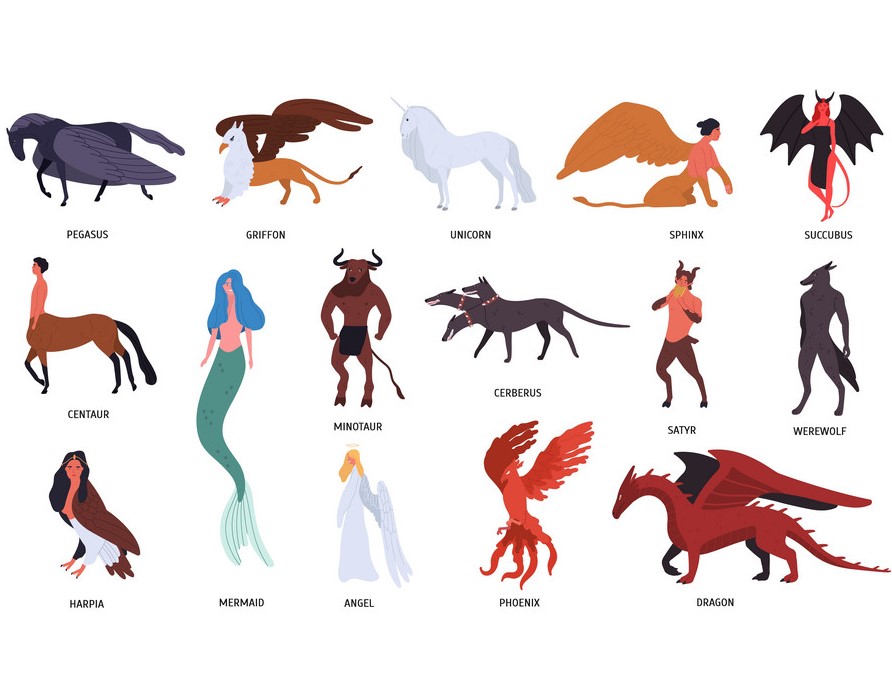 PEGASUS
GRIFFON
UNICORN
SPHINX
SUCCUBUS
CENTAUR
MINOTAUR
CERBERUS
SATYR
WEREWOLF
HARPIA
MERMAID
ANGEL
PHOENIX
DRAGON